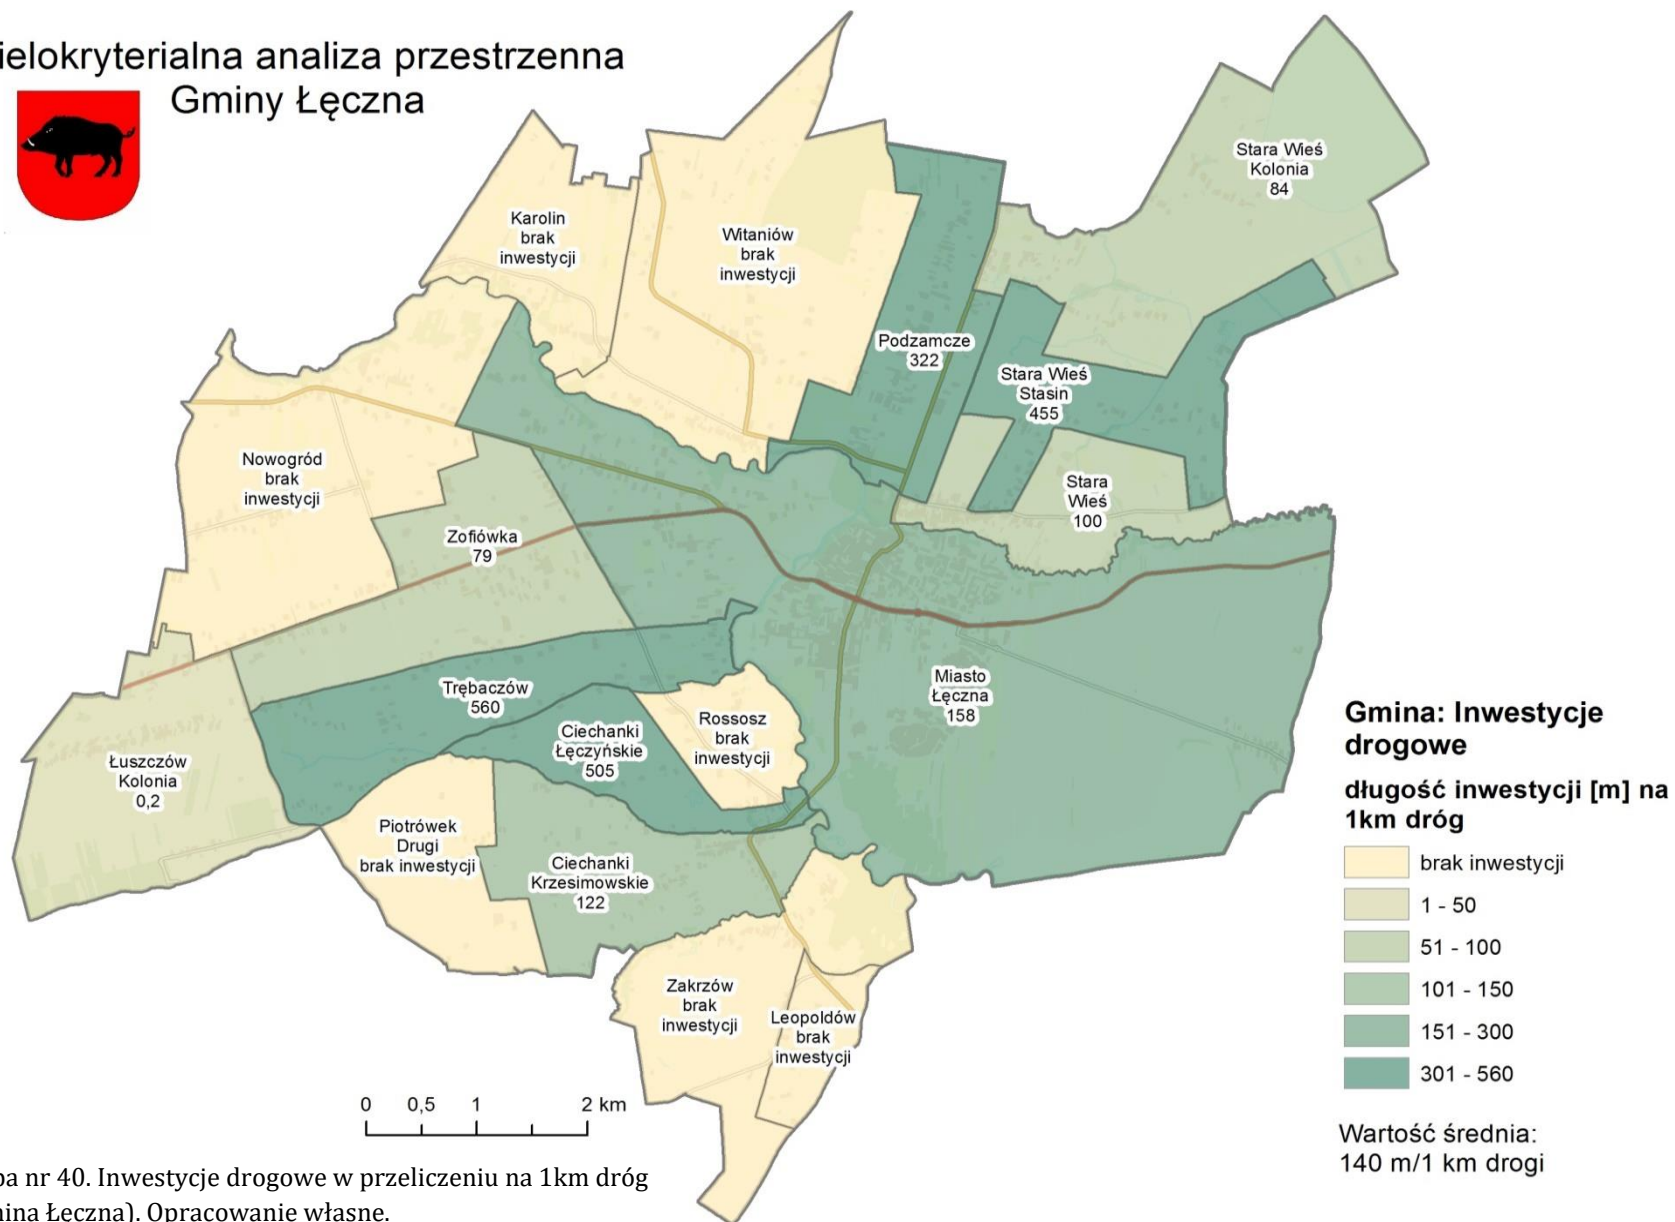 ielokryterialna analiza przestrzenna
Gminy Łęczna
Stara Wieś
Kolonia
84
Karolin
brak
inwestycji
Witaniów
brak
inwestycji
Podzamcze
322
Stara Wieś
Stasin
455
Nowogród
brak
inwestycji
Stara
Wieś
100
Zofiówka
79
Trębaczów
560
Miasto
Łęczna
158
Rossosz
brak
inwestycji
Ciechanki
Łęczyńskie
505
Łuszczów
Kolonia
0,2
Piotrówek
Drugi
brak inwestycji
Ciechanki
Krzesimowskie
122
Zakrzów
brak
inwestycji
Leopoldów
brak
inwestycji
Gmina: Inwestycje
drogowe
długość inwestycji [m] na
1km dróg
brak inwestycji
1 - 50
51 - 100
101 - 150
151 - 300
301 - 560
Wartość średnia:
140 m/1 km drogi
0 0,5 1 2 km
pa nr 40. Inwestycje drogowe w przeliczeniu na 1km dróg
nina Łęczna). Opracowanie własne.